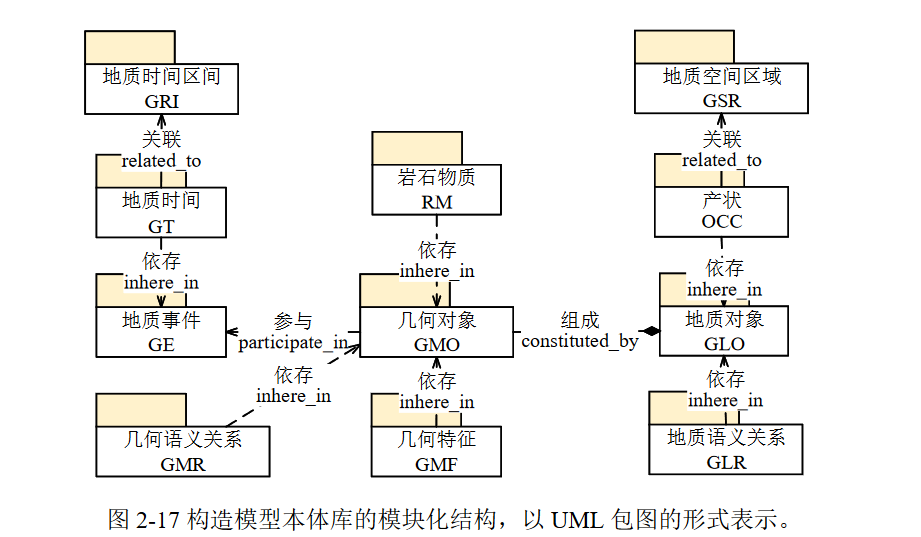 地质时间区间
GRI
地质空间区域
GSR
关联
related_to
关联
related_to
岩石物质
RM
地质时间
GT
产状
OCC
依存
inhere_in
依存
inhere_in
依存
inhere_in
地质事件
GE
参与
participate_in
几何对象
GMO
组成
constituted_by
地质对象
GLO
依存
inhere_in
依存
inhere_in
依存
inhere_in
几何语义关系
GMR
几何特征
GMF
地质语义关系
GLR
图 2-17 构造模型本体库的模块化结构，以 UML 包图的形式表示。